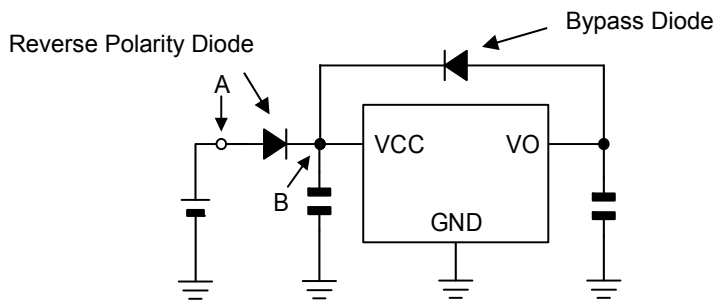 Bypass Diode
Reverse Polarity Diode
A
VCC
VO
B
GND